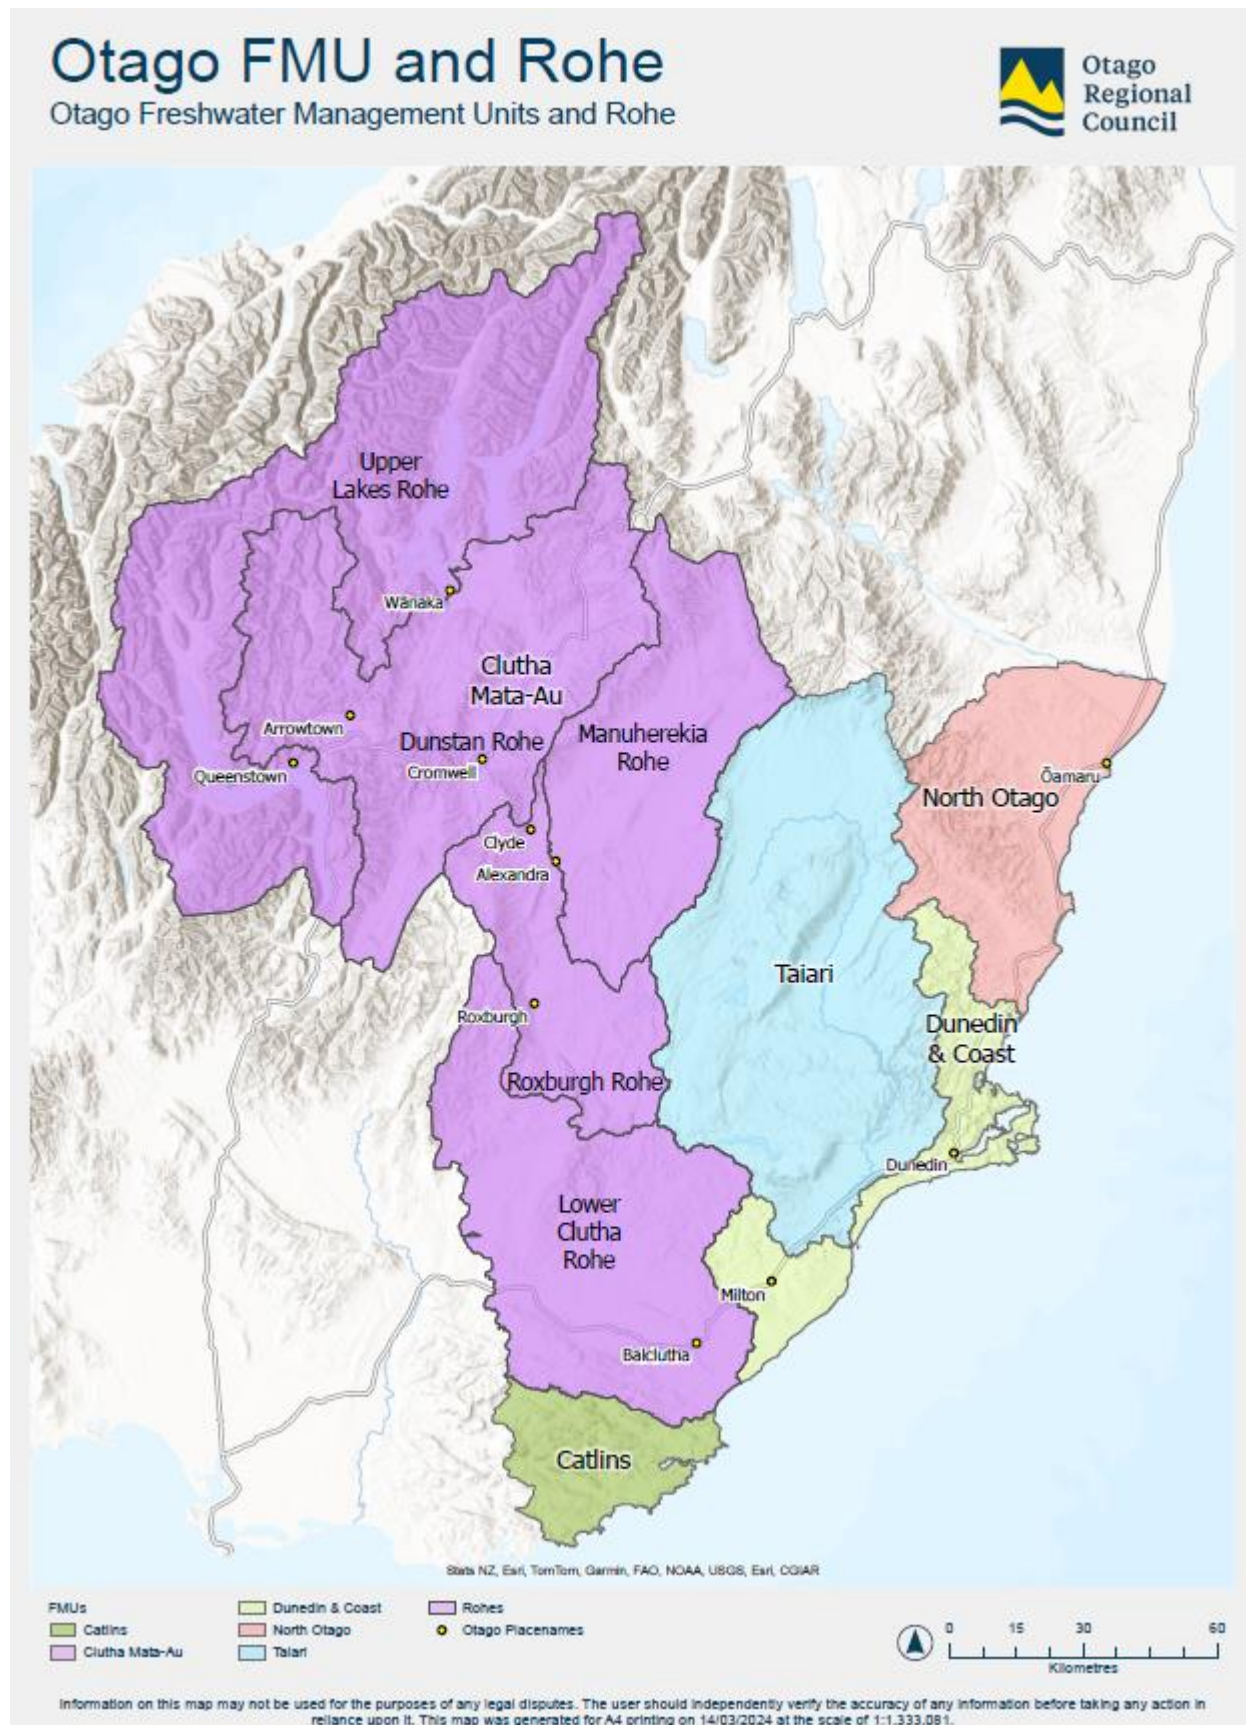 Otago FMU and Rohe
Otago Freshwater Management Units and Rohe
Otago
Regional
Council
Upper
Lakes Rohe
Wānaka
Clutha
Mata-Au
Arrowtown
Dunstan Rohe
Manuherekia
Rohe
Queenstown
Cromwell
Ōamaru
North Otago
Clyde
Alexandra
Taiari
Roxburgh
Dunedin
& Coast
Roxburgh Rohe
Dunedin
Lower
Clutha
Rohe
Milton
Balclutha
Catlins
Stats NZ, Esri, TomTom, Garmin, FAO, NOAA, USGS, Esri, CGIAR
FMUs
Catlins
Clutha Mata-Au
Dunedin & Coast
North Otago
Taiari
Rohes
Otago Placenames
0 15 30 60
Kilometres
Information on this map may not be used for the purposes of any legal disputes. The user should independently verify the accuracy of any information before taking any action in
reliance upon it. This map was generated for A4 printing on 14/03/2024 at the scale of 1:1,333,081.